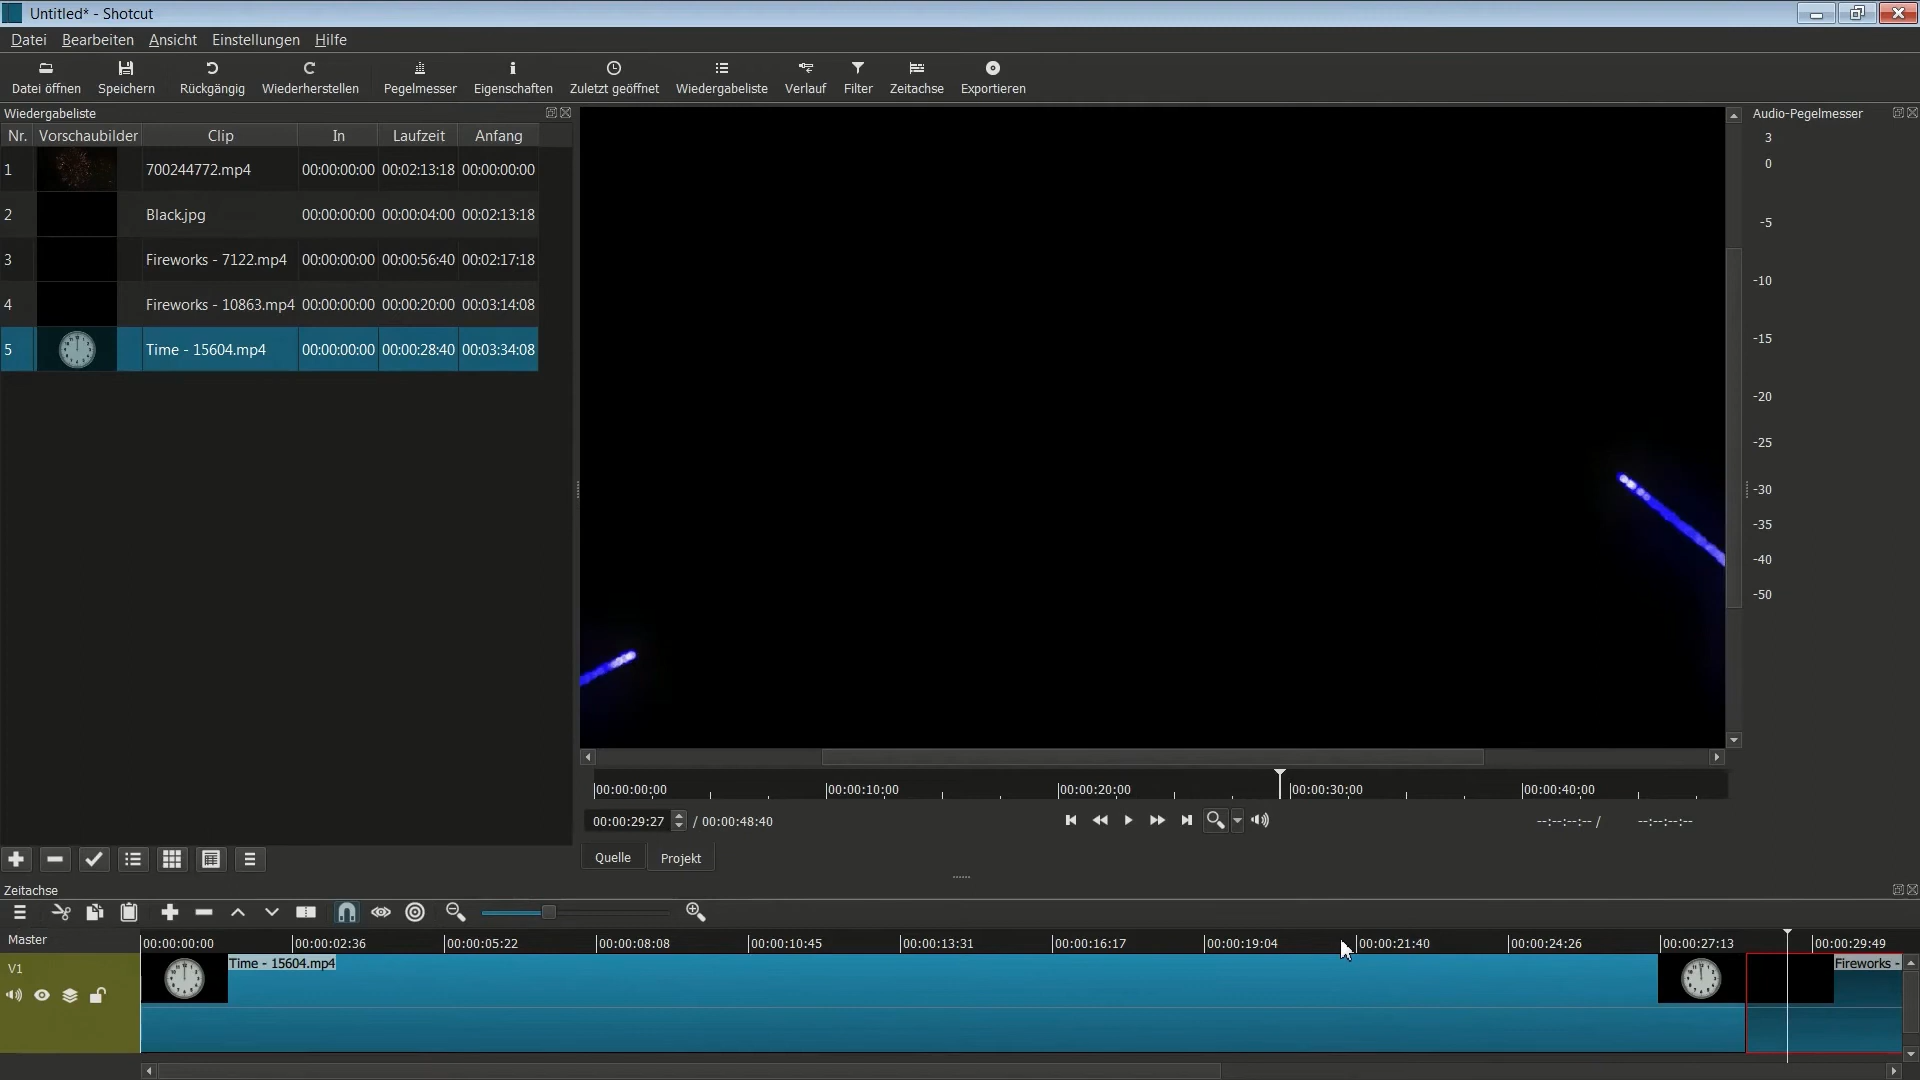 Untitled* - Shotcut
Datei Bearbeiten Ansicht Einstellungen Hilfe
Datei öffnen Speichern Rückgängig Wiederherstellen Pegelmesser Eigenschaften Zuletzt geöffnet Wiedergabeliste Verlauf Filter Zeitachse Exportieren
Wiedergabeliste
Nr. Vorschaubilder Clip In Laufzeit Anfang
1 700244772.mp4 00:00:00:00 00:02:13:18 00:00:00:00
2 Black.jpg 00:00:00:00 00:00:04:00 00:02:13:18
3 Fireworks - 7122.mp4 00:00:00:00 00:00:56:40 00:02:17:18
4 Fireworks - 10863.mp4 00:00:00:00 00:00:20:00 00:03:14:08
5 Time - 15604.mp4 00:00:00:00 00:00:28:40 00:03:34:08
Audio-Pegelmesser
3
0
-5
-10
-15
-20
-25
-30
-35
-40
-50
00:00:00:00 00:00:10:00 00:00:20:00 00:00:30:00 00:00:40:00
00:00:29:27 / 00:00:48:40 --:--:--:-- / --:--:--:--
Quelle Projekt
Zeitachse
Master 00:00:00:00 00:00:02:36 00:00:05:22 00:00:08:08 00:00:10:45 00:00:13:31 00:00:16:17 00:00:19:04 00:00:21:40 00:00:24:26 00:00:27:13 00:00:29:49
V1 Time - 15604.mp4 Fireworks -